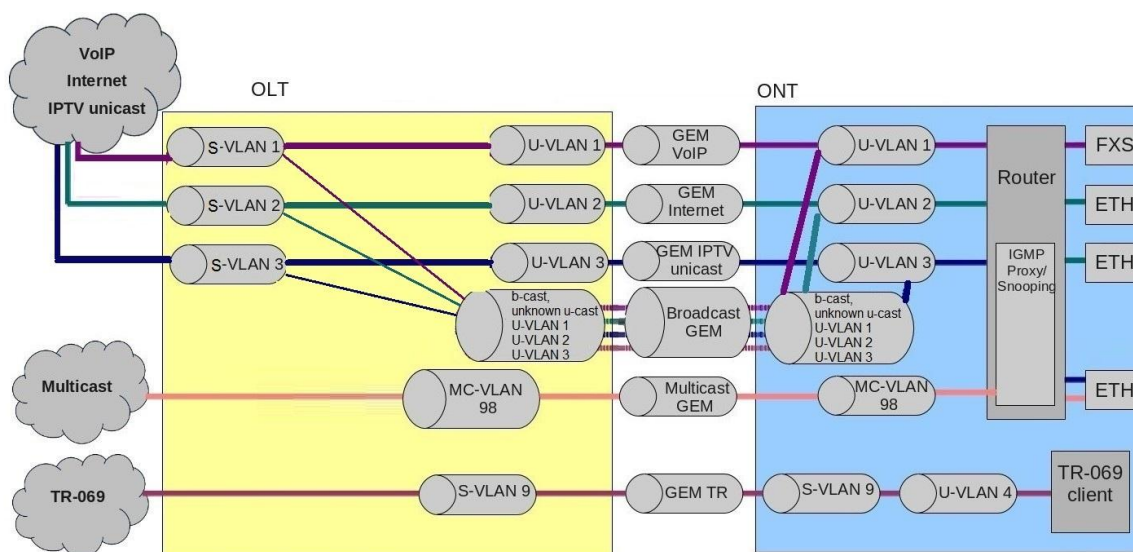 VoIP
Internet
IPTV unicast
OLT
ONT
S-VLAN 1
U-VLAN 1
GEM
VoIP
U-VLAN 1
FXS
S-VLAN 2
U-VLAN 2
GEM
Internet
U-VLAN 2
Router
ETH
S-VLAN 3
U-VLAN 3
GEM IPTV
unicast
U-VLAN 3
IGMP
Proxy/
Snooping
ETH
b-cast,
unknown u-cast
U-VLAN 1
U-VLAN 2
U-VLAN 3
Broadcast
GEM
b-cast,
unknown u-cast
U-VLAN 1
U-VLAN 2
U-VLAN 3
Multicast
MC-VLAN
98
Multicast
GEM
MC-VLAN
98
ETH
TR-069
S-VLAN 9
GEM TR
S-VLAN 9
U-VLAN 4
TR-069
client